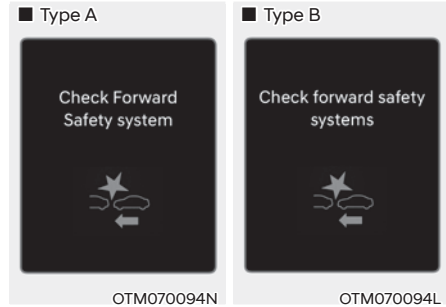 ■ Type A
Check Forward
Safety system
OTM070094N
■ Type B
Check forward safety
systems
OTM070094L